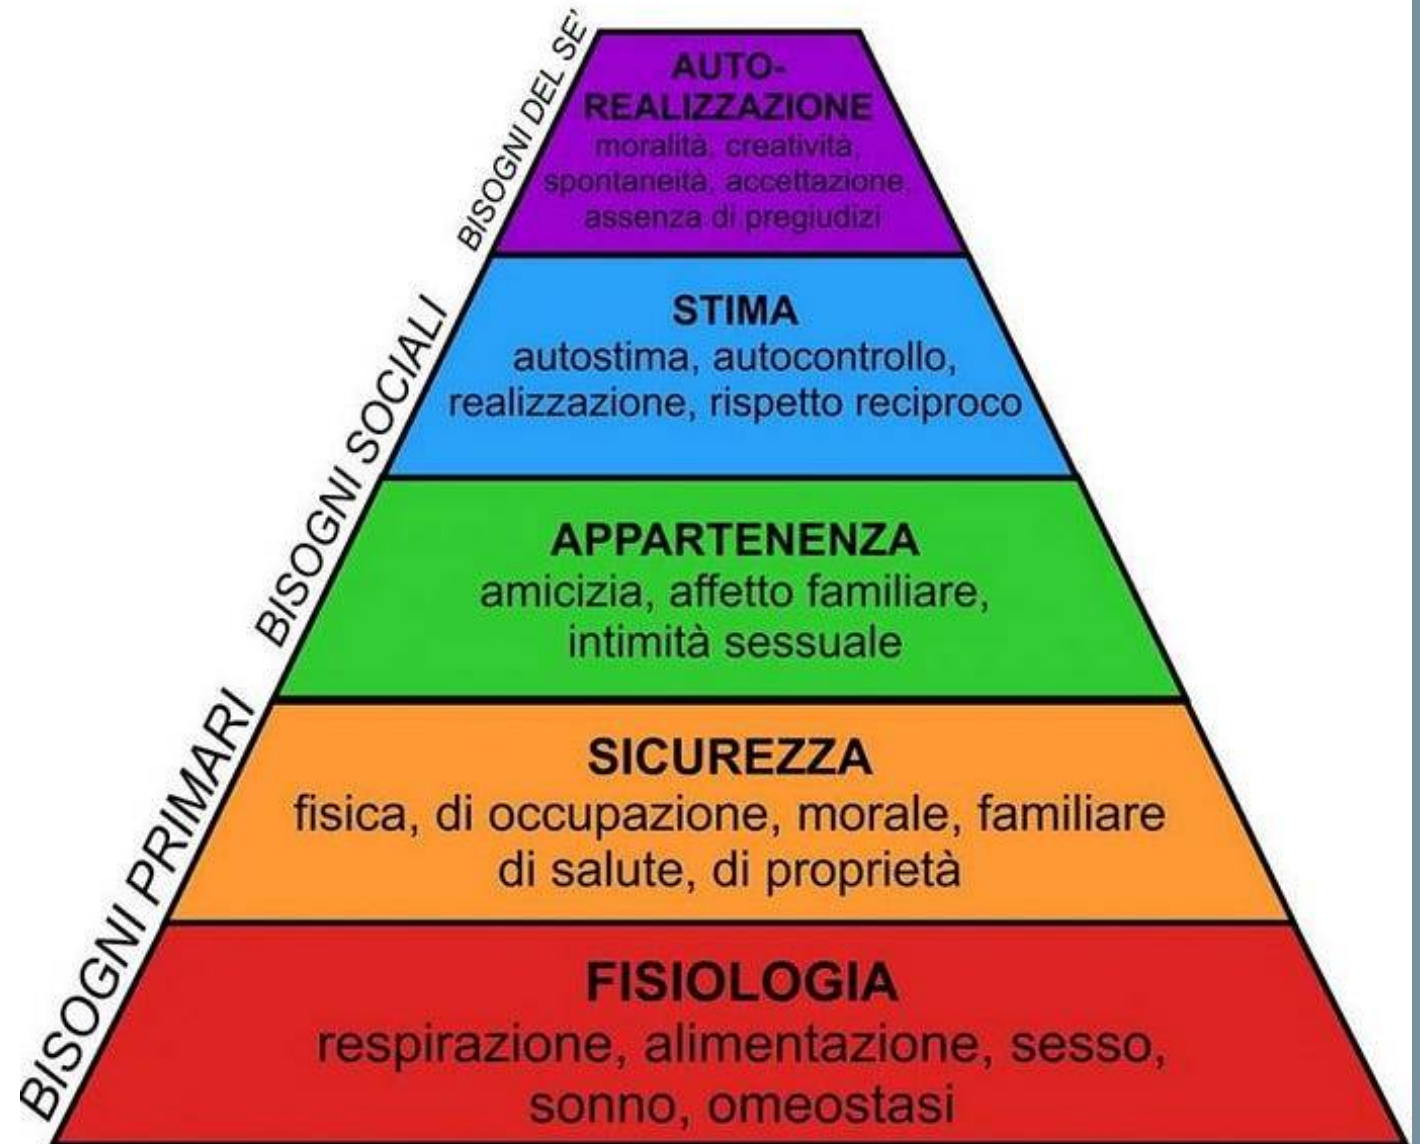 BISOGNI DEL SE'
AUTO-
REALIZZAZIONE
moralità, creatività,
spontaneità, accettazione,
assenza di pregiudizi
BISOGNI SOCIALI
STIMA
autostima, autocontrollo,
realizzazione, rispetto reciproco
APPARTENENZA
amicizia, affetto familiare,
intimità sessuale
BISOGNI PRIMARI
SICUREZZA
fisica, di occupazione, morale, familiare
di salute, di proprietà
FISIOLOGIA
respirazione, alimentazione, sesso,
sonno, omeostasi